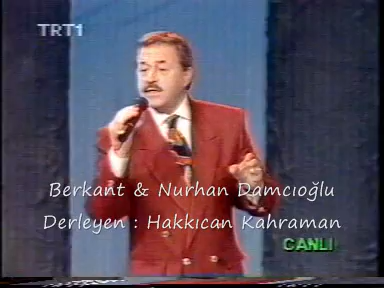 TRT1
Berkant & Nurhan Damcıoğlu
Derleyen : Hakkıcan Kahraman
CANLI